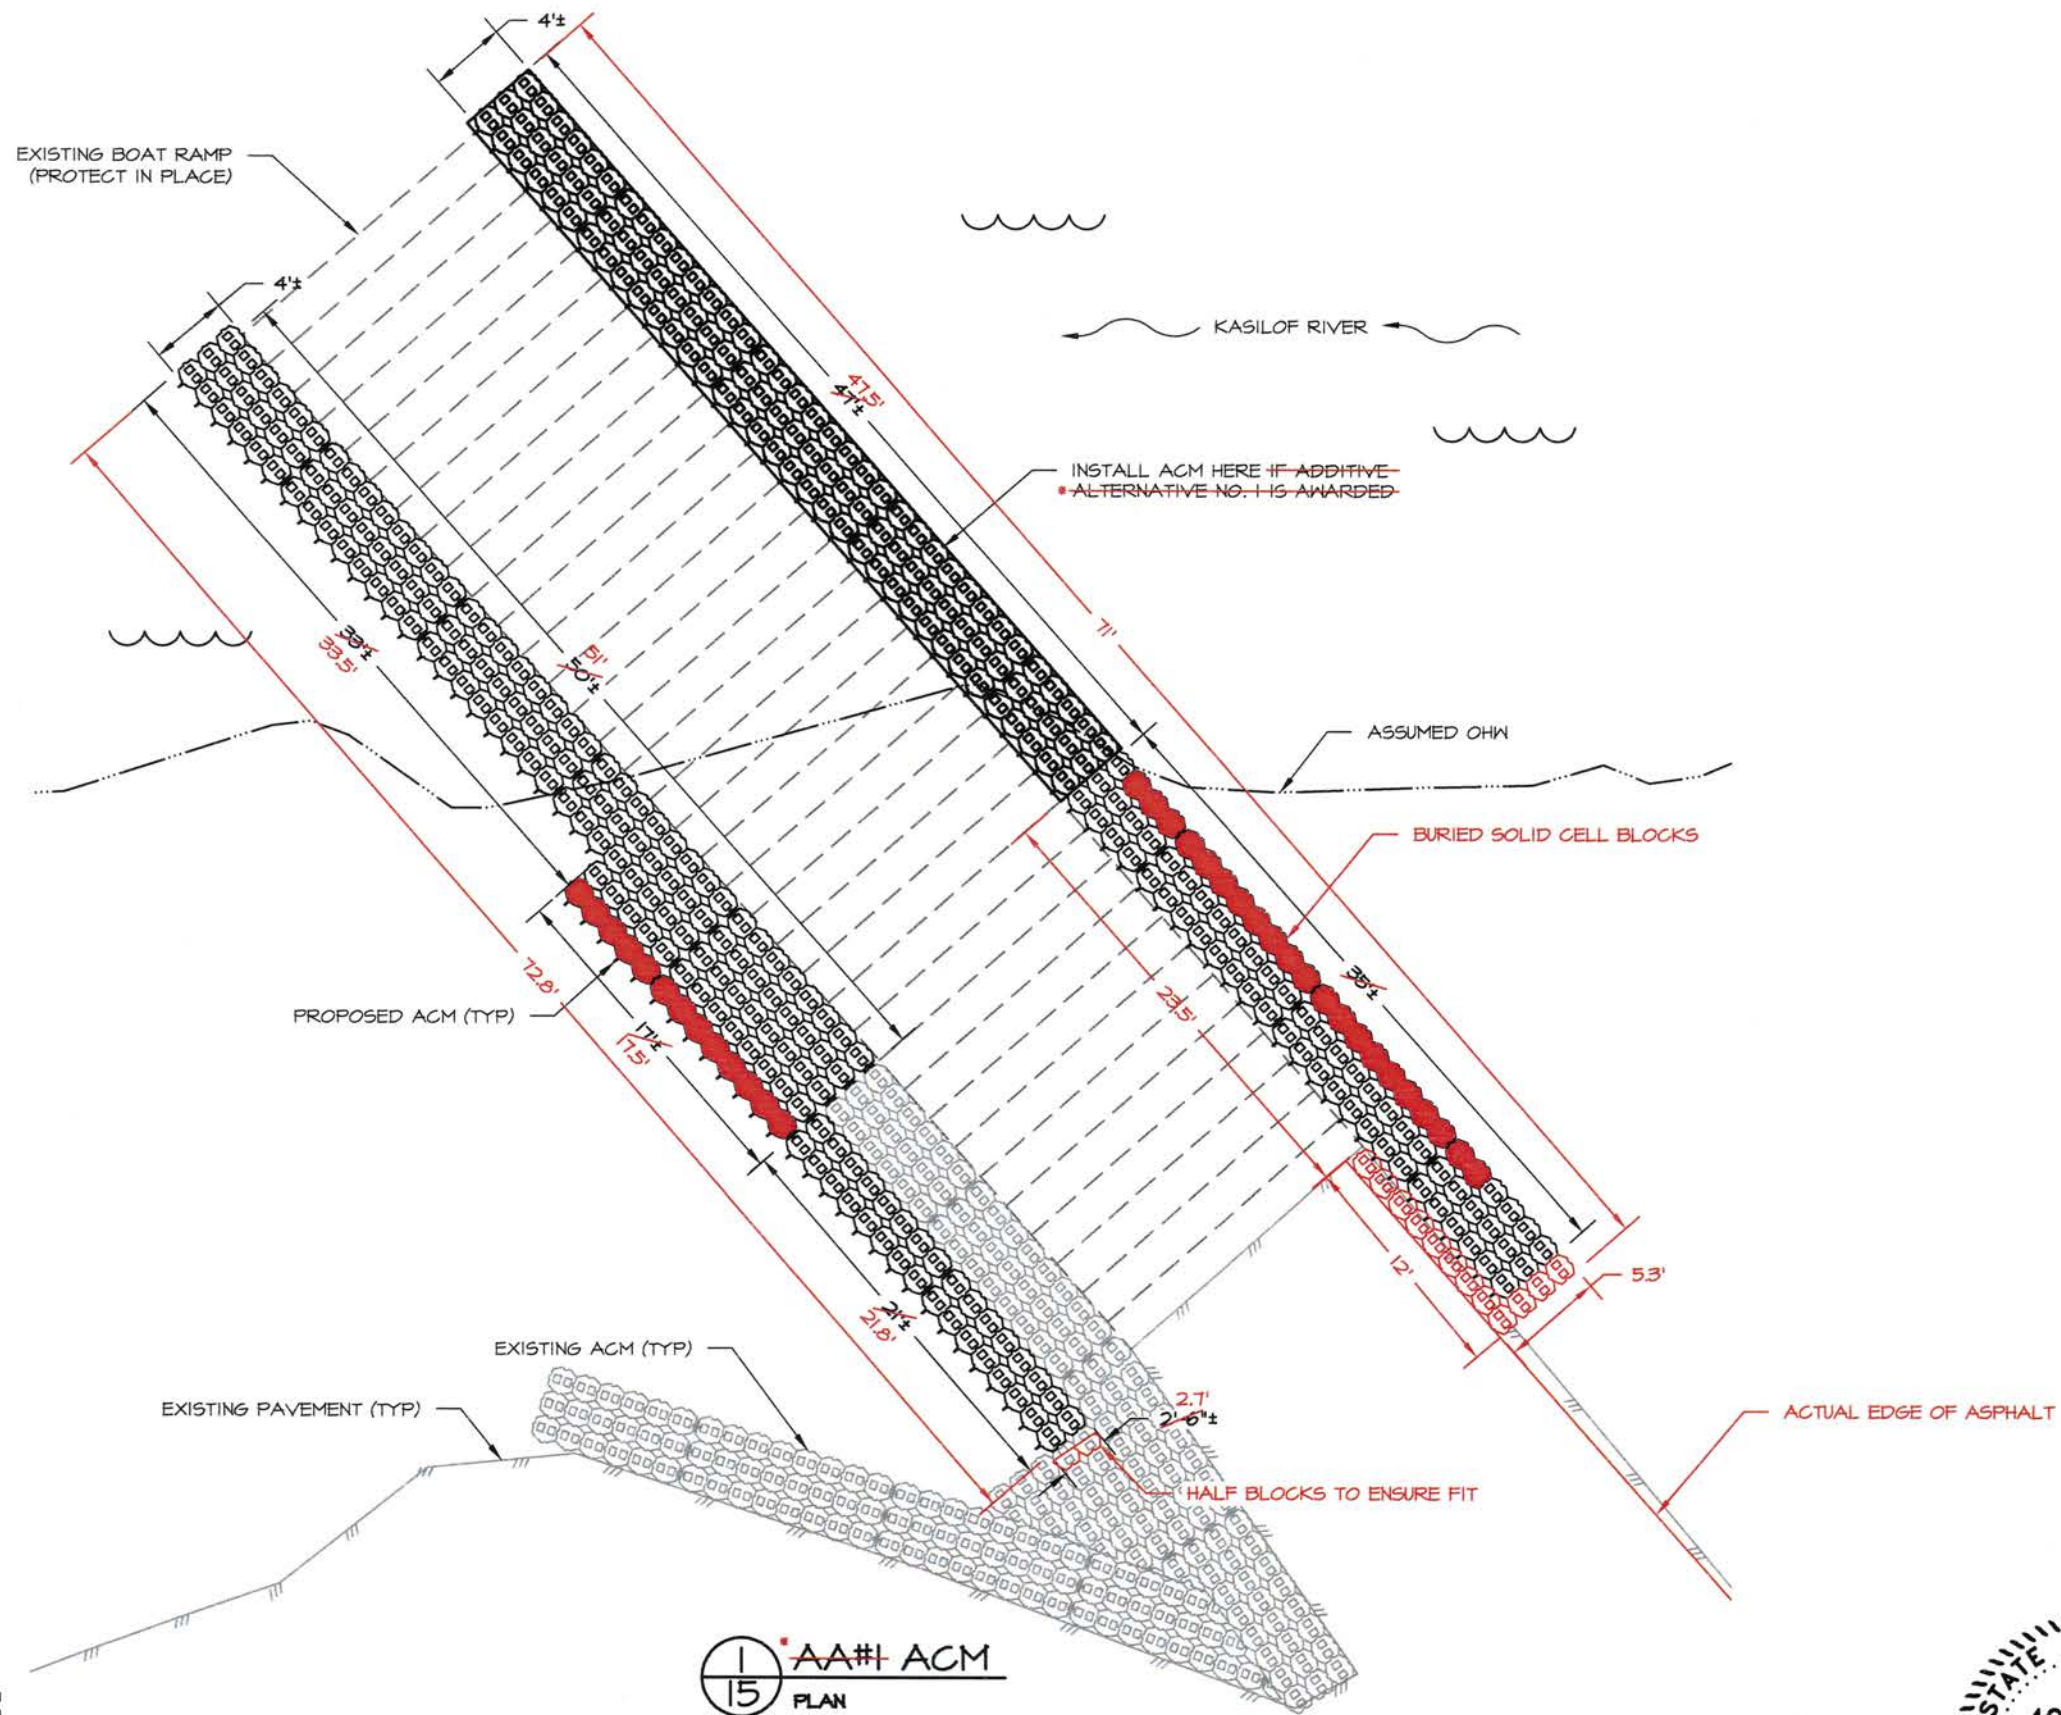 4'±
EXISTING BOAT RAMP
(PROTECT IN PLACE)
4'±
KASILOF RIVER
47.5'
47'±
INSTALL ACM HERE IF ADDITIVE
* ALTERNATIVE NO. 1 IS AWARDED
71'
33'±
33.5'
51'
50'±
ASSUMED OHW
BURIED SOLID CELL BLOCKS
72.8'
35'±
23.5'
PROPOSED ACM (TYP)
17'±
17.5'
12'
5.3'
21'±
21.8'
EXISTING ACM (TYP)
2.7'
2'-6"±
EXISTING PAVEMENT (TYP)
ACTUAL EDGE OF ASPHALT
HALF BLOCKS TO ENSURE FIT
1
15
* AA#1 ACM
PLAN
STATE